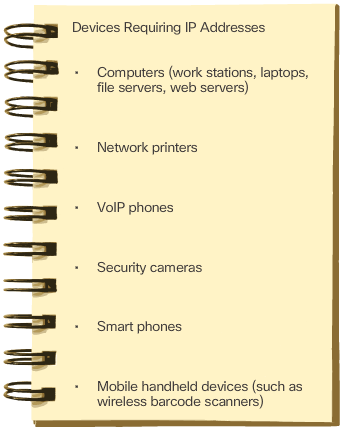 Devices Requiring IP Addresses
▪ Computers (work stations, laptops,
file servers, web servers)
▪ Network printers
▪ VoIP phones
▪ Security cameras
▪ Smart phones
▪ Mobile handheld devices (such as
wireless barcode scanners)